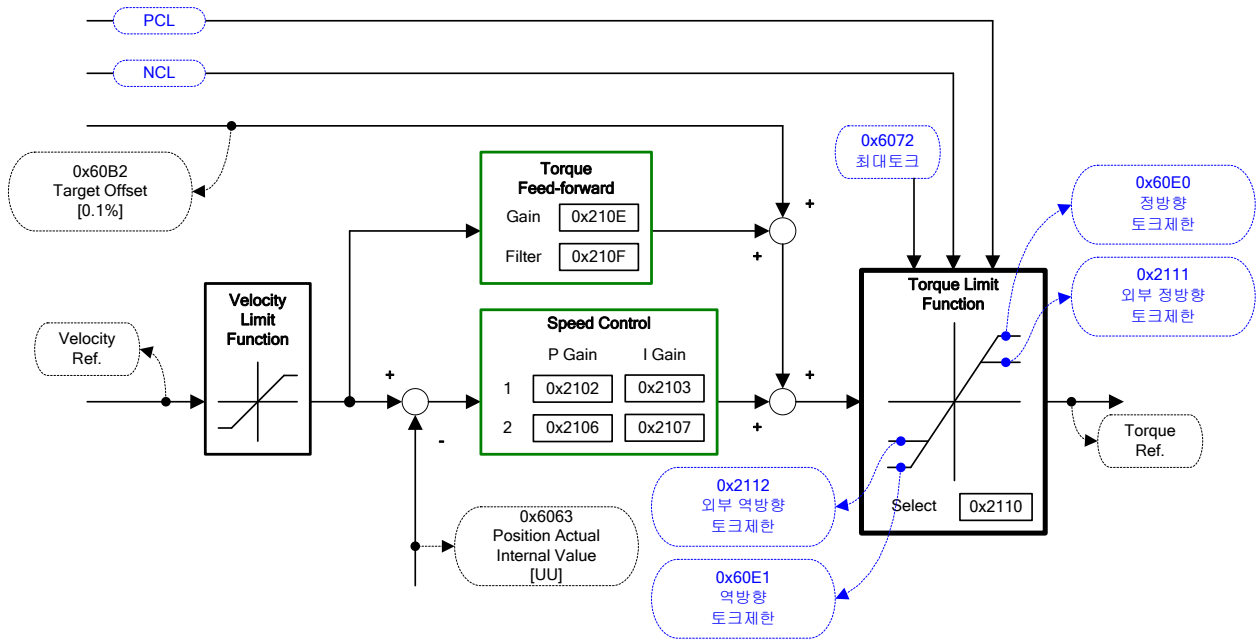 PCL
NCL
0x60B2
Target Offset
[0.1%]
Torque
Feed-forward
Gain 0x210E
Filter 0x210F
+
+
0x6072
최대토크
0x60E0
정방향
토크제한
0x2111
외부 정방향
토크제한
Velocity
Ref.
Velocity
Limit
Function
+
-
Speed Control
P Gain I Gain
1 0x2102 0x2103
2 0x2106 0x2107
+
+
Torque Limit
Function
Select 0x2110
Torque
Ref.
0x6063
Position Actual
Internal Value
[UU]
0x2112
외부 역방향
토크제한
0x60E1
역방향
토크제한
+